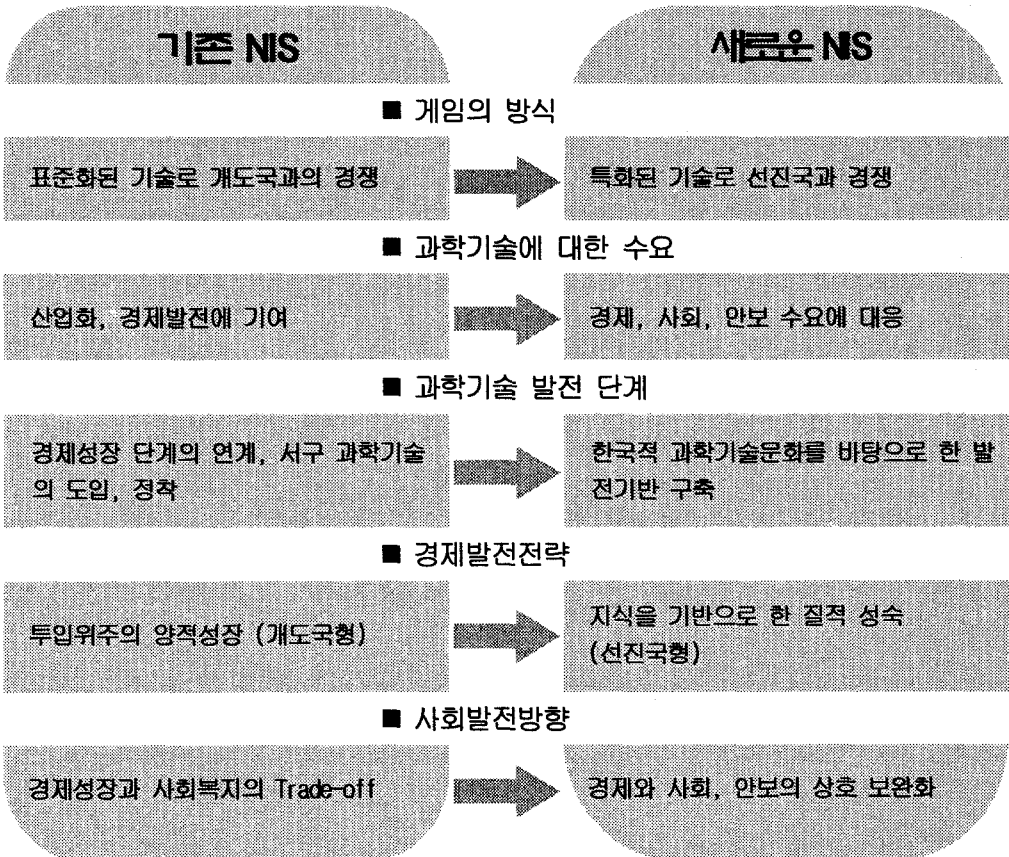 기존 NIS
새로운 NIS
■ 게임의 방식
표준화된 기술로 개도국과의 경쟁
특화된 기술로 선진국과 경쟁
■ 과학기술에 대한 수요
산업화, 경제발전에 기여
경제, 사회, 안보 수요에 대응
■ 과학기술 발전 단계
경제성장 단계의 연계, 서구 과학기술
의 도입, 정착
한국적 과학기술문화를 바탕으로 한 발
전기반 구축
■ 경제발전전략
투입위주의 양적성장 (개도국형)
지식을 기반으로 한 질적 성숙
(선진국형)
■ 사회발전방향
경제성장과 사회복지의 Trade-off
경제와 사회, 안보의 상호 보완화